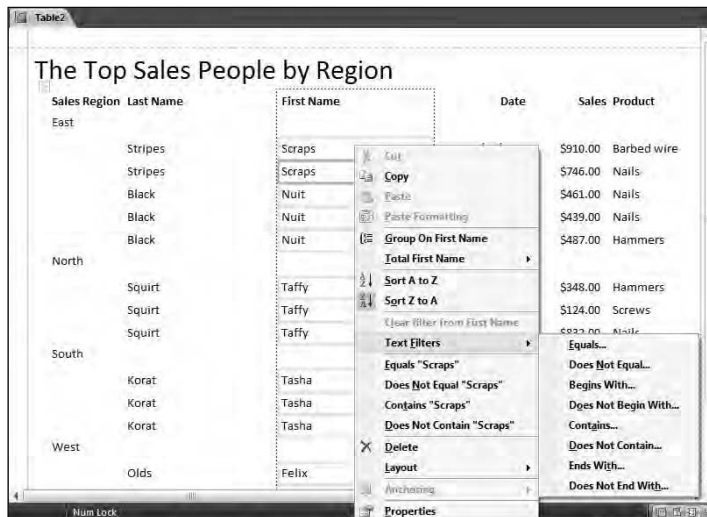 Table2
The Top Sales People by Region
Sales Region Last Name First Name Date Sales Product
East
Stripes Scraps $910.00 Barbed wire
Stripes Scraps $746.00 Nails
Black Nuit $461.00 Nails
Black Nuit $439.00 Nails
Black Nuit $487.00 Hammers
North
Squirt Taffy $348.00 Hammers
Squirt Taffy $124.00 Screws
Squirt Taffy $832.00 Nails
South
Korat Tasha
Korat Tasha
Korat Tasha
West
Olds Felix
Cut
Copy
Paste
Paste Formatting
Group On First Name
Total First Name
Sort A to Z
Sort Z to A
Clear filter from First Name
Text Filters
Equals "Scraps"
Does Not Equal "Scraps"
Contains "Scraps"
Does Not Contain "Scraps"
Delete
Layout
Anchoring
Properties
Equals...
Does Not Equal...
Begins With...
Does Not Begin With...
Contains...
Does Not Contain...
Ends With...
Does Not End With...
Num Lock